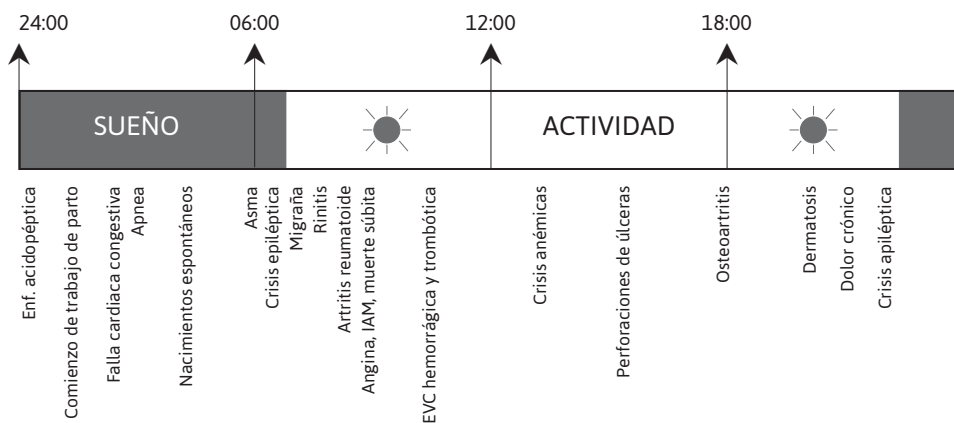 24:00
06:00
12:00
18:00
SUEÑO
ACTIVIDAD
Enf. acidopéptica
Comienzo de trabajo de parto
Falla cardiaca congestiva
Apnea
Nacimientos espontáneos
Asma
Crisis epiléptica
Migraña
Rinitis
Artritis reumatoide
Angina, IAM, muerte súbita
EVC hemorrágica y trombótica
Crisis anémicas
Perforaciones de úlceras
Osteoartritis
Dermatosis
Dolor crónico
Crisis apiléptica